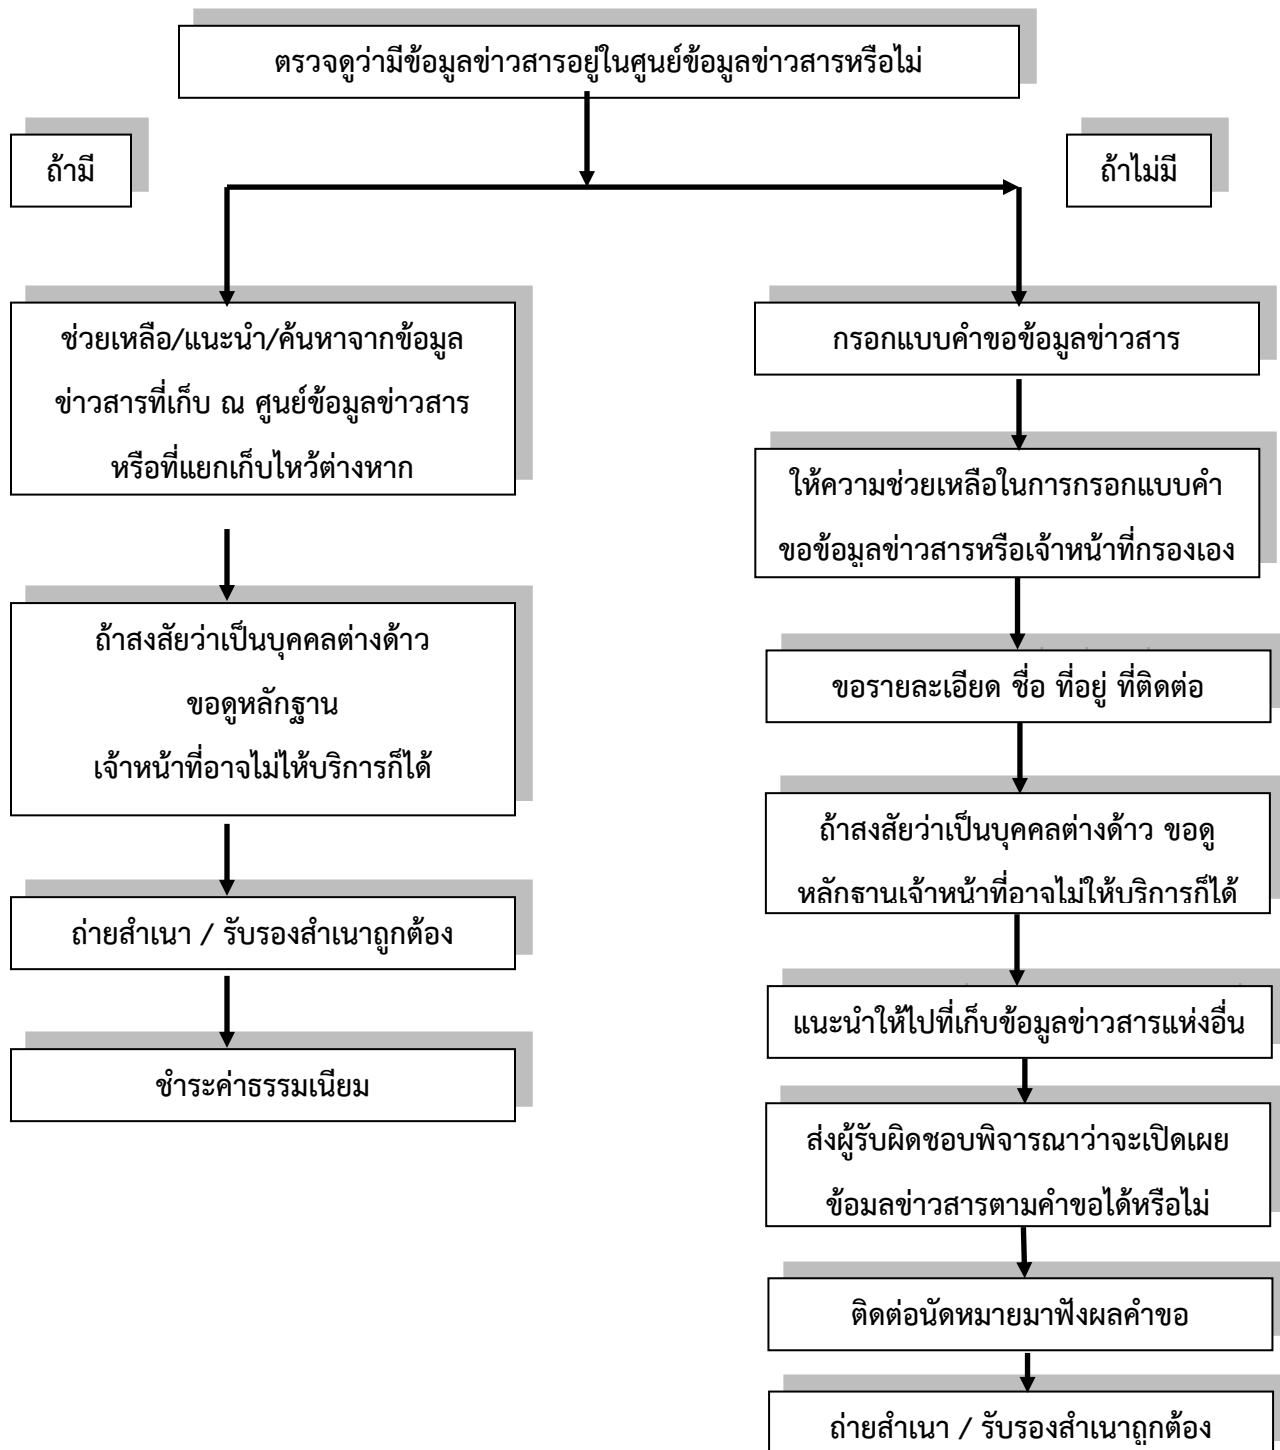 ตรวจดูว่ามีข้อมูลข่าวสารอยู่ในศูนย์ข้อมูลข่าวสารหรือไม่
ถ้ามี
ถ้าไม่มี
ช่วยเหลือ/แนะนำ/ค้นหาจากข้อมูล
ข่าวสารที่เก็บ ณ ศูนย์ข้อมูลข่าวสาร
หรือที่แยกเก็บไหว้ต่างหาก
ถ้าสงสัยว่าเป็นบุคคลต่างด้าว
ขอดูหลักฐาน
เจ้าหน้าที่อาจไม่ไห้บริการก็ได้
ถ่ายสำเนา / รับรองสำเนาถูกต้อง
ชำระค่าธรรมเนียม
กรอกแบบคำขอข้อมูลข่าวสาร
ให้ความช่วยเหลือในการกรอกแบบคำ
ขอข้อมูลข่าวสารหรือเจ้าหน้าที่กรองเอง
ขอรายละเอียด ชื่อ ที่อยู่ ที่ติดต่อ
ถ้าสงสัยว่าเป็นบุคคลต่างด้าว ขอดู
หลักฐานเจ้าหน้าที่อาจไม่ให้บริการก็ได้
แนะนำให้ไปที่เก็บข้อมูลข่าวสารแห่งอื่น
ส่งผู้รับผิดชอบพิจารณาว่าจะเปิดเผย
ข้อมูลข่าวสารตามคำขอได้หรือไม่
ติดต่อนัดหมายมาฟังผลคำขอ
ถ่ายสำเนา / รับรองสำเนาถูกต้อง